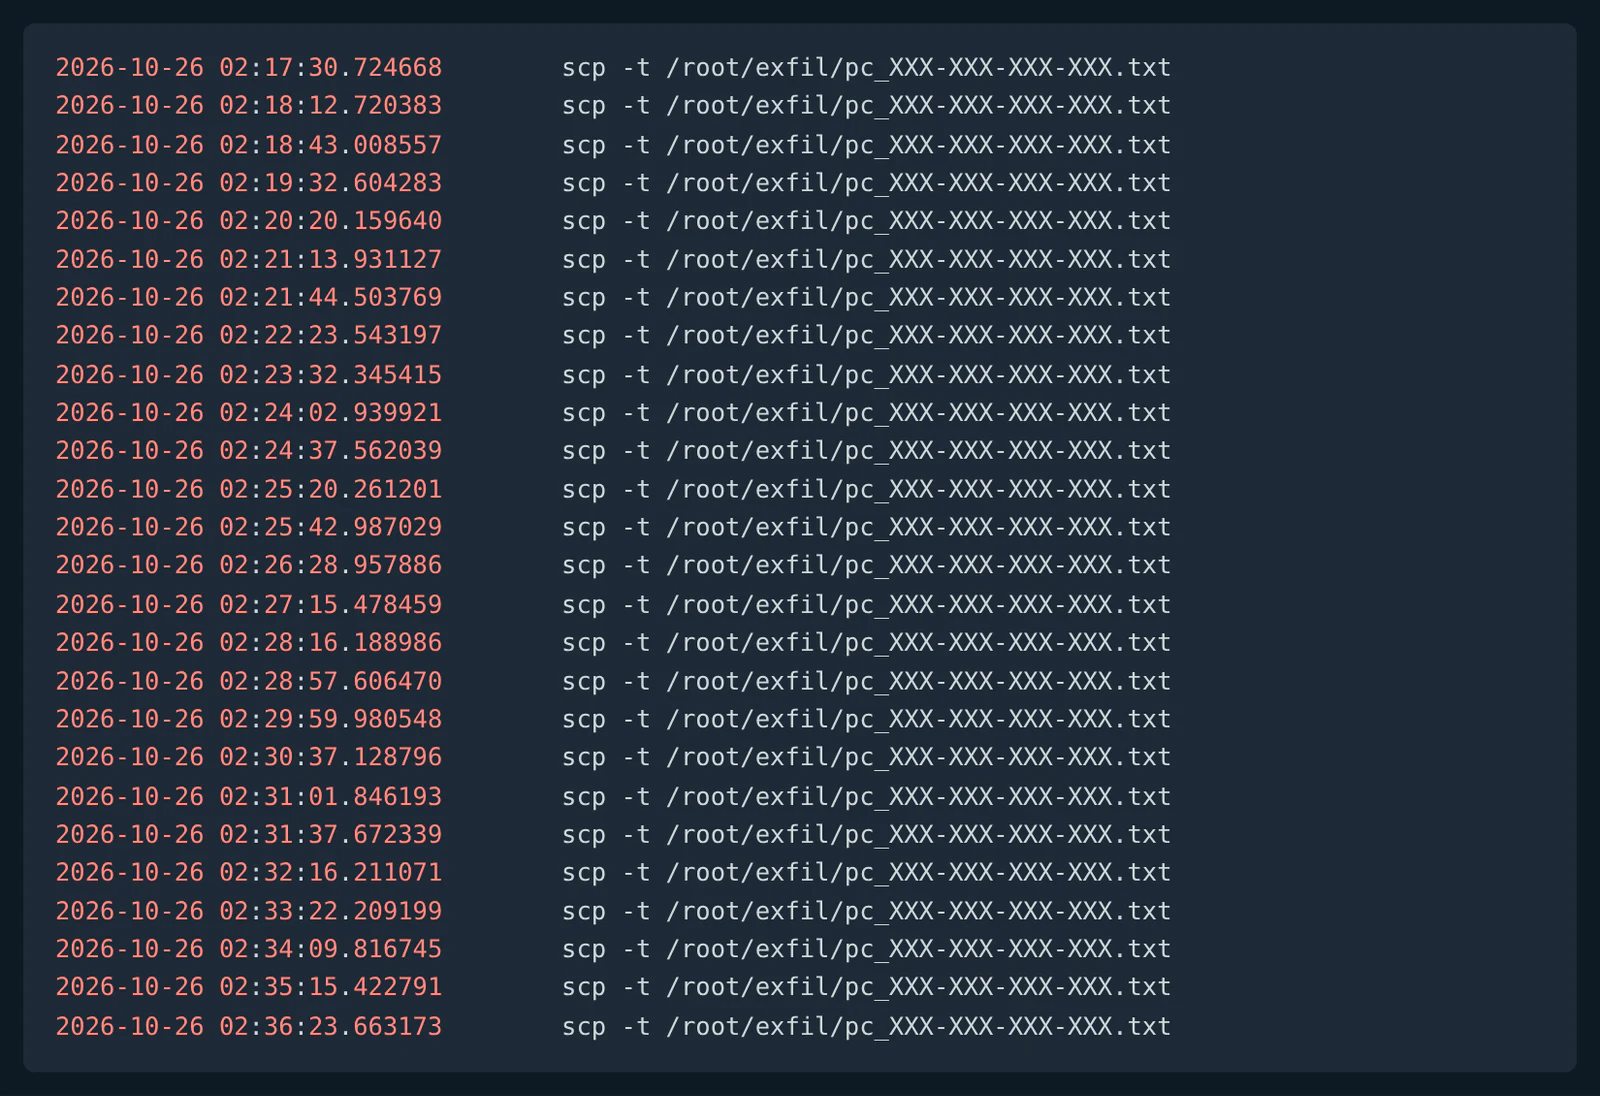 2026-10-26 02:17:30.724668 scp -t /root/exfil/pc_XXX-XXX-XXX-XXX.txt
2026-10-26 02:18:12.720383 scp -t /root/exfil/pc_XXX-XXX-XXX-XXX.txt
2026-10-26 02:18:43.008557 scp -t /root/exfil/pc_XXX-XXX-XXX-XXX.txt
2026-10-26 02:19:32.604283 scp -t /root/exfil/pc_XXX-XXX-XXX-XXX.txt
2026-10-26 02:20:20.159640 scp -t /root/exfil/pc_XXX-XXX-XXX-XXX.txt
2026-10-26 02:21:13.931127 scp -t /root/exfil/pc_XXX-XXX-XXX-XXX.txt
2026-10-26 02:21:44.503769 scp -t /root/exfil/pc_XXX-XXX-XXX-XXX.txt
2026-10-26 02:22:23.543197 scp -t /root/exfil/pc_XXX-XXX-XXX-XXX.txt
2026-10-26 02:23:32.345415 scp -t /root/exfil/pc_XXX-XXX-XXX-XXX.txt
2026-10-26 02:24:02.939921 scp -t /root/exfil/pc_XXX-XXX-XXX-XXX.txt
2026-10-26 02:24:37.562039 scp -t /root/exfil/pc_XXX-XXX-XXX-XXX.txt
2026-10-26 02:25:20.261201 scp -t /root/exfil/pc_XXX-XXX-XXX-XXX.txt
2026-10-26 02:25:42.987029 scp -t /root/exfil/pc_XXX-XXX-XXX-XXX.txt
2026-10-26 02:26:28.957886 scp -t /root/exfil/pc_XXX-XXX-XXX-XXX.txt
2026-10-26 02:27:15.478459 scp -t /root/exfil/pc_XXX-XXX-XXX-XXX.txt
2026-10-26 02:28:16.188986 scp -t /root/exfil/pc_XXX-XXX-XXX-XXX.txt
2026-10-26 02:28:57.606470 scp -t /root/exfil/pc_XXX-XXX-XXX-XXX.txt
2026-10-26 02:29:59.980548 scp -t /root/exfil/pc_XXX-XXX-XXX-XXX.txt
2026-10-26 02:30:37.128796 scp -t /root/exfil/pc_XXX-XXX-XXX-XXX.txt
2026-10-26 02:31:01.846193 scp -t /root/exfil/pc_XXX-XXX-XXX-XXX.txt
2026-10-26 02:31:37.672339 scp -t /root/exfil/pc_XXX-XXX-XXX-XXX.txt
2026-10-26 02:32:16.211071 scp -t /root/exfil/pc_XXX-XXX-XXX-XXX.txt
2026-10-26 02:33:22.209199 scp -t /root/exfil/pc_XXX-XXX-XXX-XXX.txt
2026-10-26 02:34:09.816745 scp -t /root/exfil/pc_XXX-XXX-XXX-XXX.txt
2026-10-26 02:35:15.422791 scp -t /root/exfil/pc_XXX-XXX-XXX-XXX.txt
2026-10-26 02:36:23.663173 scp -t /root/exfil/pc_XXX-XXX-XXX-XXX.txt